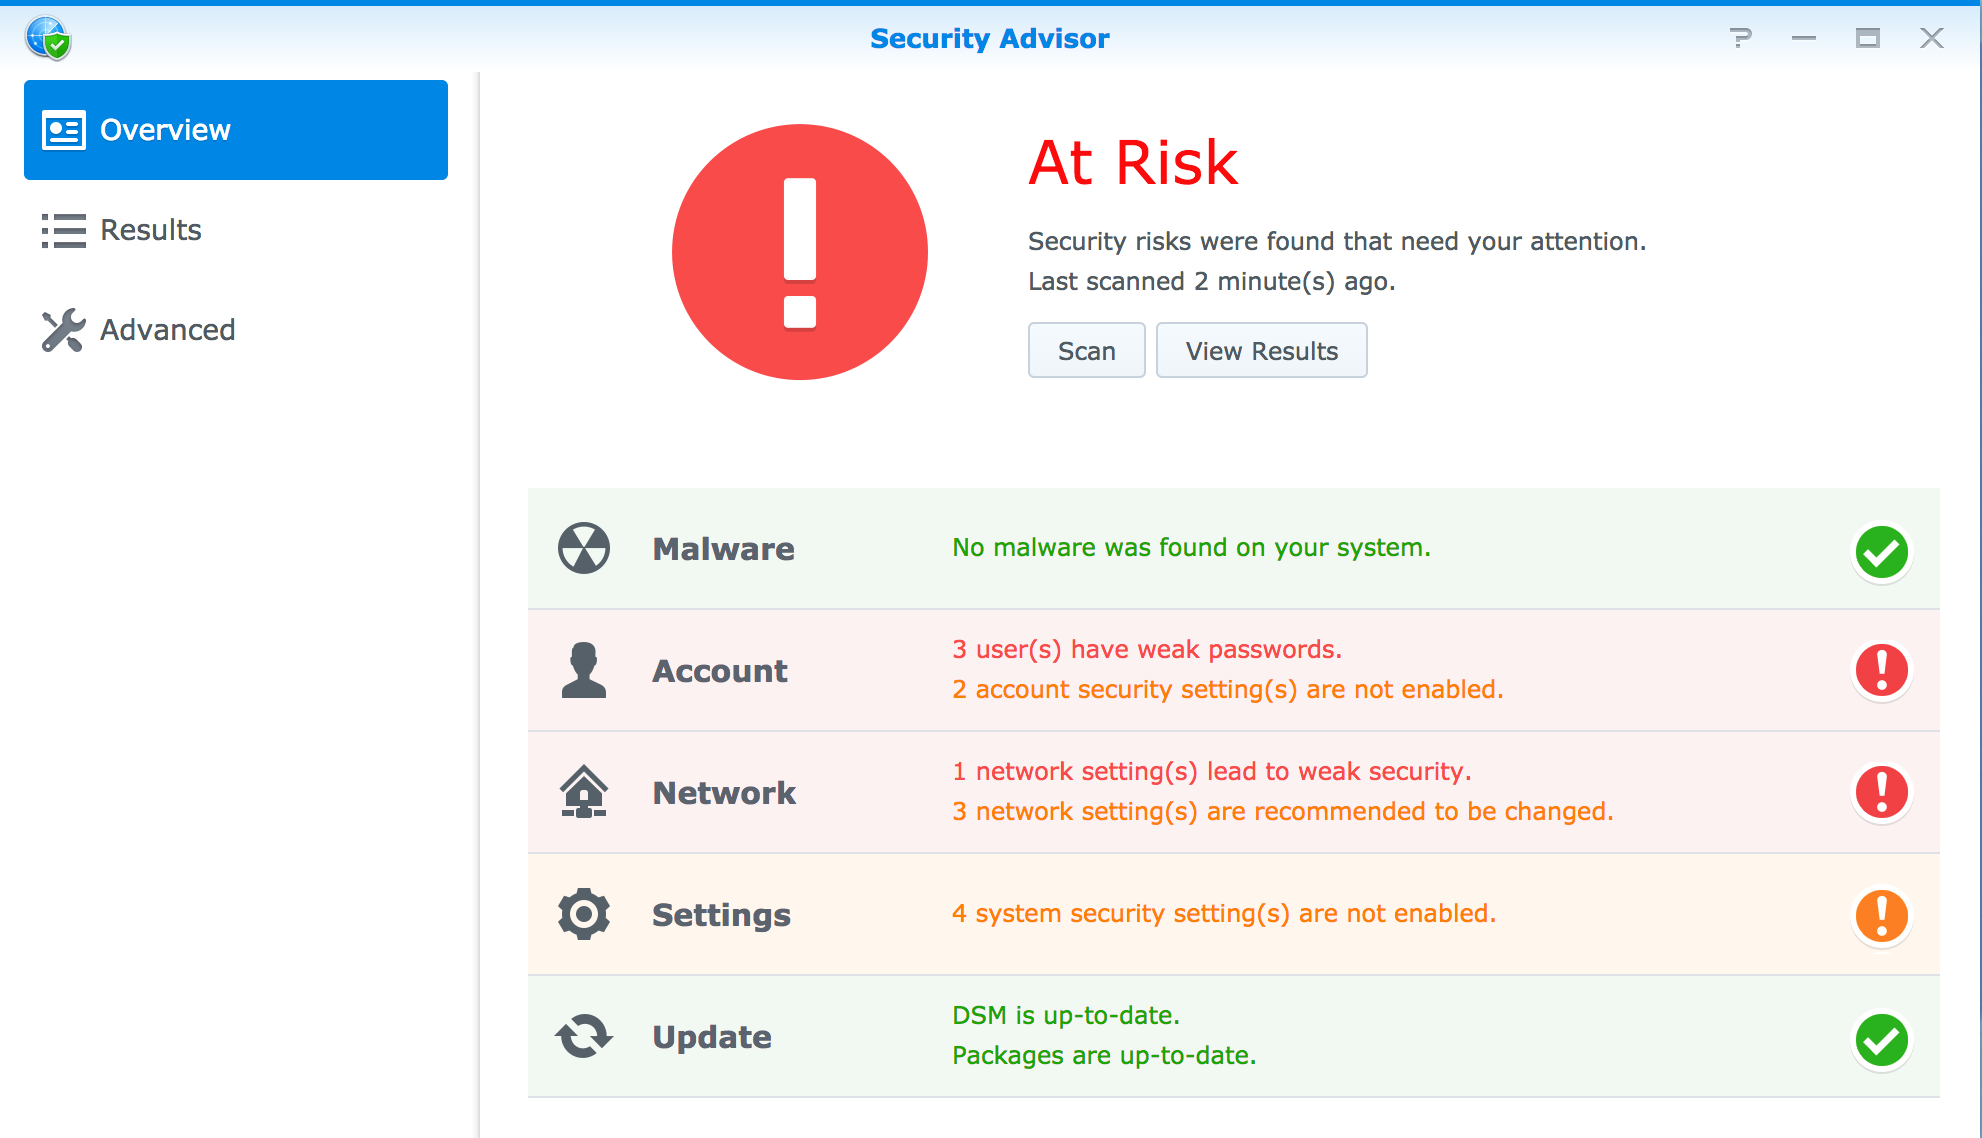 Security Advisor
Overview
Results
Advanced
At Risk
Security risks were found that need your attention.
Last scanned 2 minute(s) ago.
Scan
View Results
Malware
No malware was found on your system.
Account
3 user(s) have weak passwords.
2 account security setting(s) are not enabled.
Network
1 network setting(s) lead to weak security.
3 network setting(s) are recommended to be changed.
Settings
4 system security setting(s) are not enabled.
Update
DSM is up-to-date.
Packages are up-to-date.